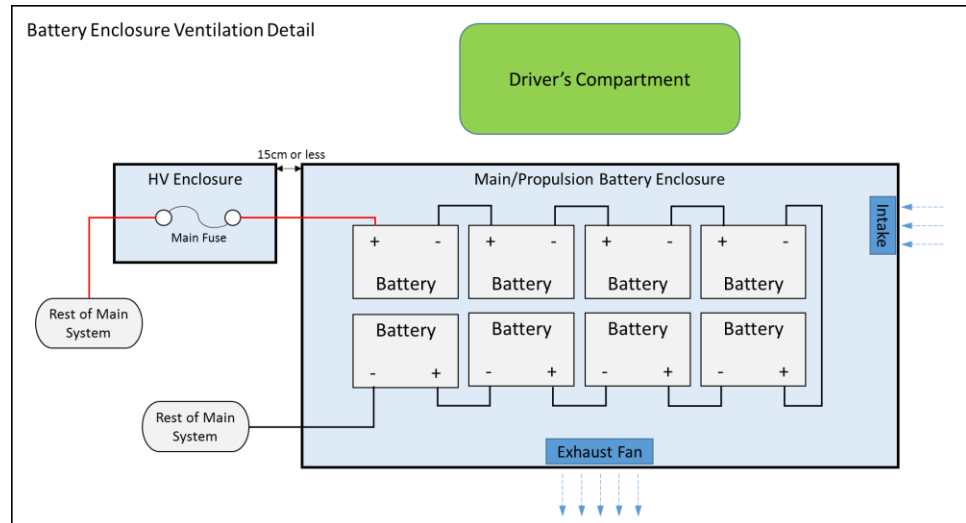 Battery Enclosure Ventilation Detail
Driver's Compartment
15cm or less
HV Enclosure
Main/Propulsion Battery Enclosure
Intake
Main Fuse
+ - + - + - + -
Battery Battery Battery Battery
Rest of Main
System
Battery Battery Battery Battery
- + - + - + - +
Rest of Main
System
Exhaust Fan